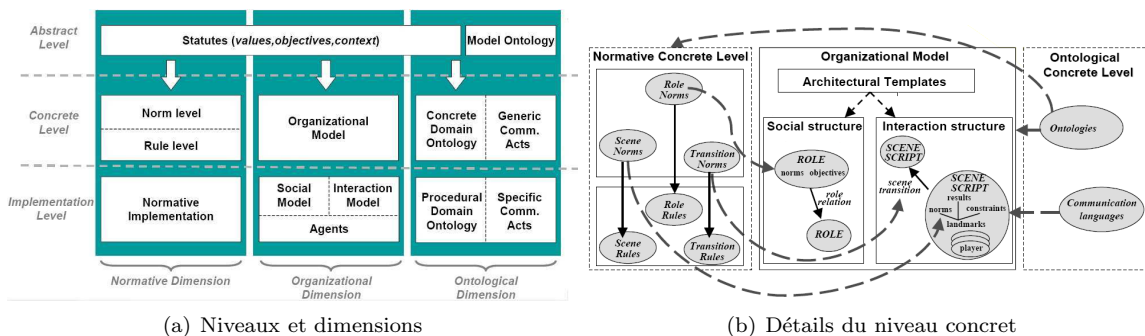 Abstract
Level
Statutes (values,objectives,context)
Model Ontology
Concrete
Level
Norm level
Rule level
Organizational
Model
Concrete
Domain
Ontology
Generic
Comm.
Acts
Implementation
Level
Normative
Implementation
Social
Model
Interaction
Model
Agents
Procedural
Domain
Ontology
Specific
Comm.
Acts
Normative Dimension
Organizational
Dimension
Ontological
Dimension
(a) Niveaux et dimensions
Normative Concrete Level
Role
Norms
Scene
Norms
Transition
Norms
Role
Rules
Scene
Rules
Transition
Rules
Organizational Model
Architectural Templates
Social structure
ROLE
norms objectives
role
relation
ROLE
Interaction structure
SCENE
SCRIPT
scene
transition
SCENE
SCRIPT
results
norms
constraints
landmarks
player
Ontological
Concrete Level
Ontologies
Communication
languages
(b) Détails du niveau concret